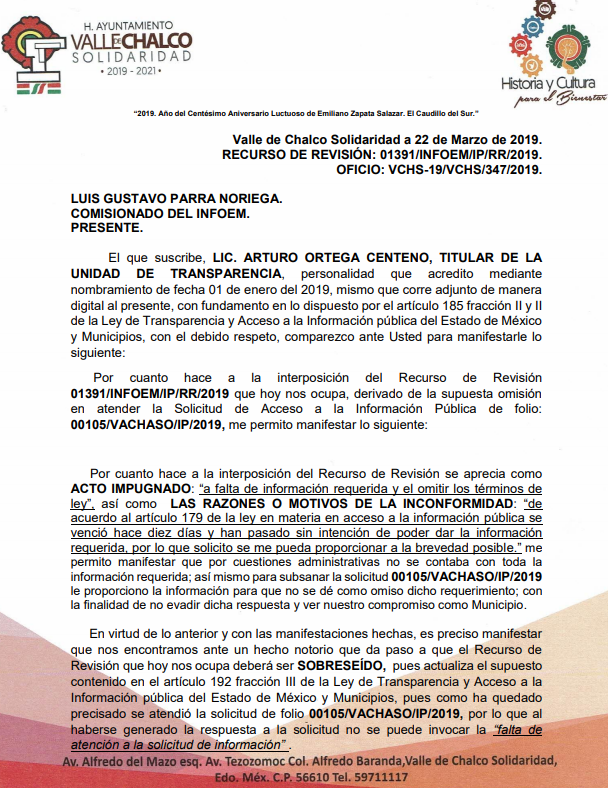 H. AYUNTAMIENTO
VALLE DE CHALCO
SOLIDARIDAD
• 2019 - 2021 •
Historia y Cultura
para el Bienestar
“2019. Año del Centésimo Aniversario Luctuoso de Emiliano Zapata Salazar. El Caudillo del Sur.”
Valle de Chalco Solidaridad a 22 de Marzo de 2019.
RECURSO DE REVISIÓN: 01391/INFOEM/IP/RR/2019.
OFICIO: VCHS-19/VCHS/347/2019.
LUIS GUSTAVO PARRA NORIEGA.
COMISIONADO DEL INFOEM.
PRESENTE.
El que suscribe, LIC. ARTURO ORTEGA CENTENO, TITULAR DE LA
UNIDAD DE TRANSPARENCIA, personalidad que acredito mediante
nombramiento de fecha 01 de enero del 2019, mismo que corre adjunto de manera
digital al presente, con fundamento en lo dispuesto por el artículo 185 fracción II y II
de la Ley de Transparencia y Acceso a la Información pública del Estado de México
y Municipios, con el debido respeto, comparezco ante Usted para manifestarle lo
siguiente:
Por cuanto hace a la interposición del Recurso de Revisión
01391/INFOEM/IP/RR/2019 que hoy nos ocupa, derivado de la supuesta omisión
en atender la Solicitud de Acceso a la Información Pública de folio:
00105/VACHASO/IP/2019, me permito manifestar lo siguiente:
Por cuanto hace a la interposición del Recurso de Revisión se aprecia como
ACTO IMPUGNADO: “a falta de información requerida y el omitir los términos de
ley”, así como LAS RAZONES O MOTIVOS DE LA INCONFORMIDAD: “de
acuerdo al artículo 179 de la ley en materia en acceso a la información pública se
venció hace diez días y han pasado sin intención de poder dar la información
requerida, por lo que solicito se me pueda proporcionar a la brevedad posible.” me
permito manifestar que por cuestiones administrativas no se contaba con toda la
información requerida; así mismo para subsanar la solicitud 00105/VACHASO/IP/2019
le proporciono la información para que no se dé como omiso dicho requerimiento; con
la finalidad de no evadir dicha respuesta y ver nuestro compromiso como Municipio.
En virtud de lo anterior y con las manifestaciones hechas, es preciso manifestar
que nos encontramos ante un hecho notorio que da paso a que el Recurso de
Revisión que hoy nos ocupa deberá ser SOBRESEÍDO, pues actualiza el supuesto
contenido en el artículo 192 fracción III de la Ley de Transparencia y Acceso a la
Información pública del Estado de México y Municipios, pues como ha quedado
precisado se atendió la solicitud de folio 00105/VACHASO/IP/2019, por lo que al
haberse generado la respuesta a la solicitud no se puede invocar la “falta de
atención a la solicitud de información” .
Av. Alfredo del Mazo esq. Av. Tezozomoc Col. Alfredo Baranda,Valle de Chalco Solidaridad,
Edo. Méx. C.P. 56610 Tel. 59711117